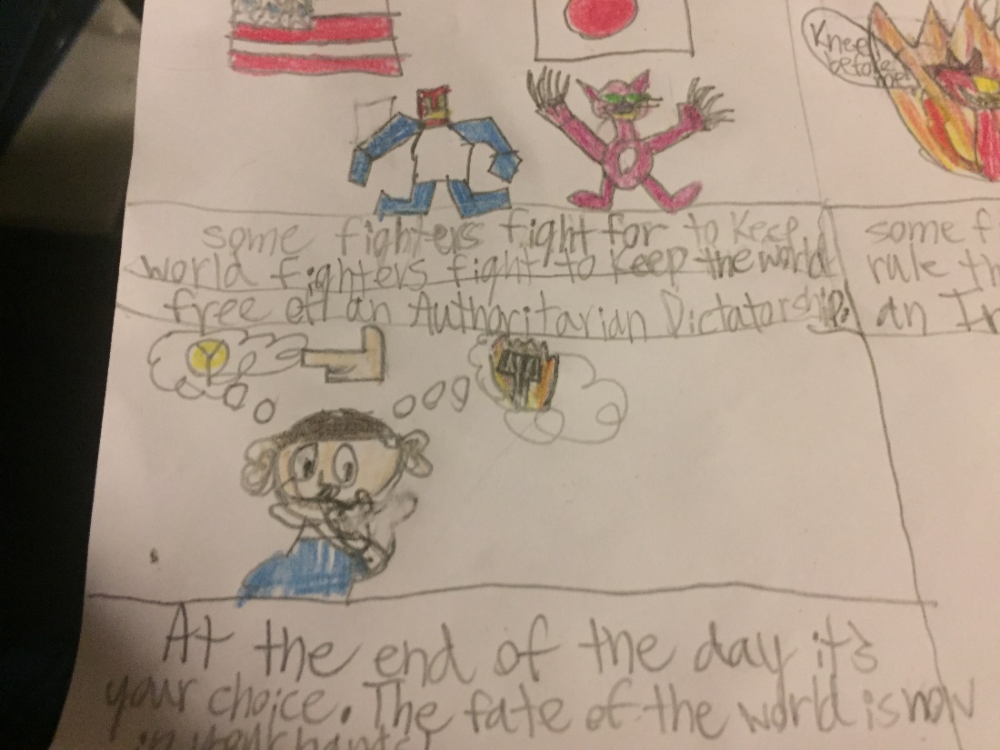 Kneel
before
me!
some fighters fight for to keep
world fighters fight to keep the world
free of an Authoritarian Dictatorship.
some f
rule th
an Ir
Y
At the end of the day it's
your choice. The fate of the world is now
in your hands